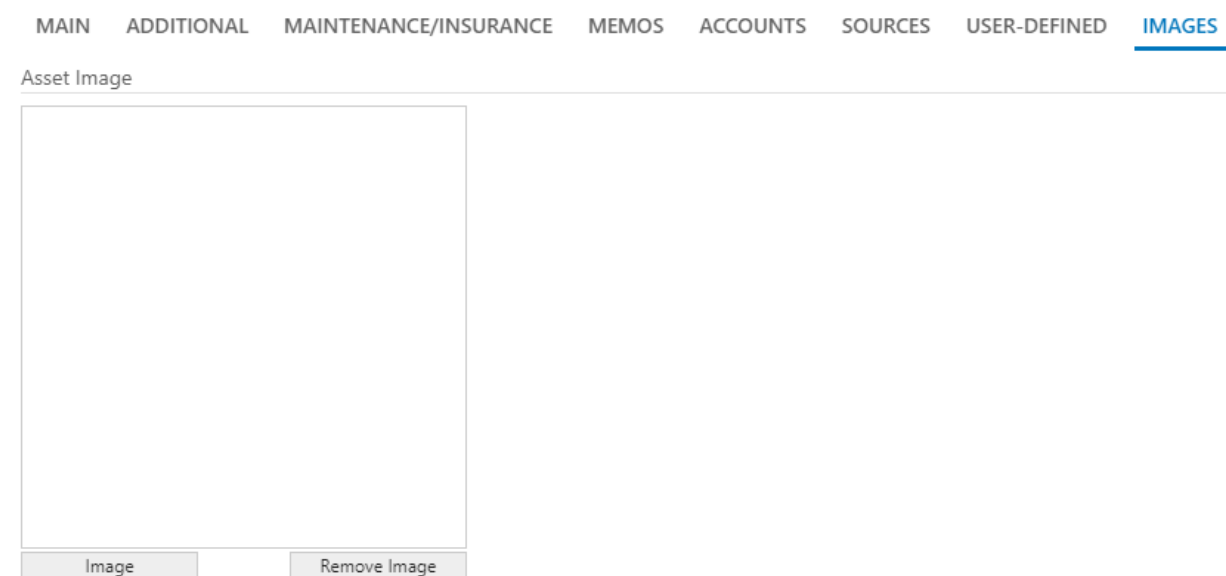 MAIN ADDITIONAL MAINTENANCE/INSURANCE MEMOS ACCOUNTS SOURCES USER-DEFINED IMAGES
Asset Image
Image Remove Image